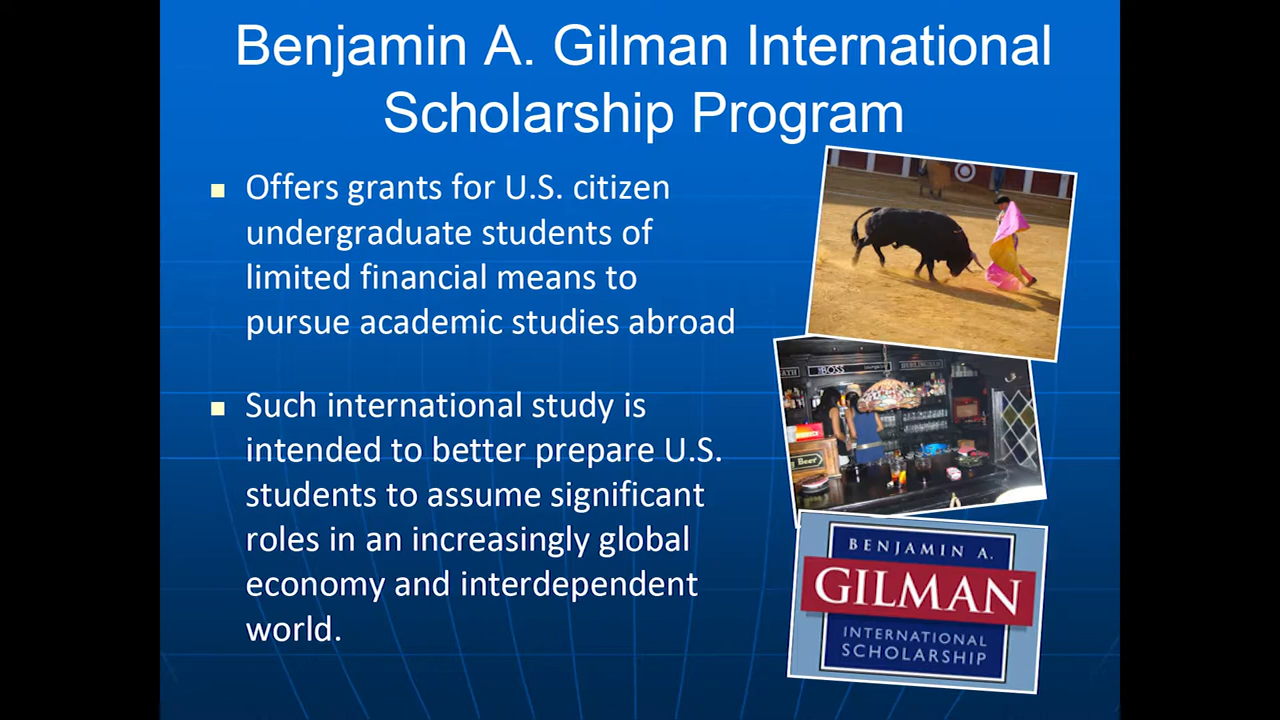 Benjamin A. Gilman International
Scholarship Program
Offers grants for U.S. citizen
undergraduate students of
limited financial means to
pursue academic studies abroad
Such international study is
intended to better prepare U.S.
students to assume significant
roles in an increasingly global
economy and interdependent
world.
BOSS
Beer
BENJAMIN A.
GILMAN
INTERNATIONAL
SCHOLARSHIP